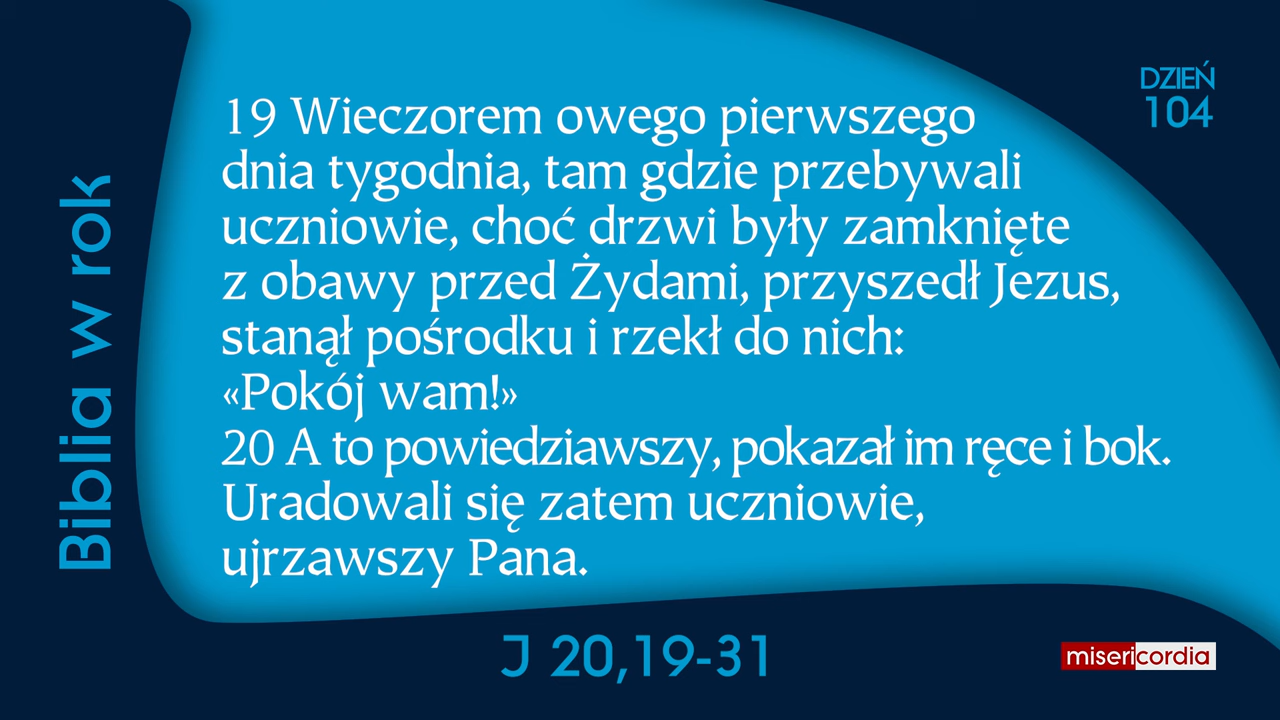 DZIEŃ
104
19 Wieczorem owego pierwszego
dnia tygodnia, tam gdzie przebywali
uczniowie, choć drzwi były zamknięte
z obawy przed Żydami, przyszedł Jezus,
stanął pośrodku i rzekł do nich:
«Pokój wam!»
20 A to powiedziawszy, pokazał im ręce i bok.
Uradowali się zatem uczniowie,
ujrzawszy Pana.
Biblia w rok
J 20,19-31
misericordia